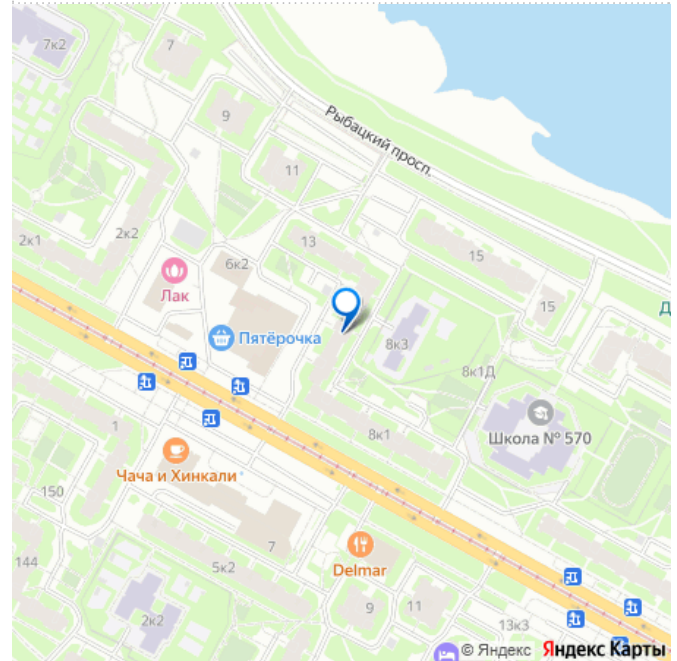 7к2
7
9
Рыбацкий просп.
11
2к1
2к2
13
15
6к2
Лак
15
Д
Пятёрочка
8к3
8к1Д
Школа № 570
1
8к1
Чача и Хинкали
150
7
144
5к2
Delmar
2к2
9
11
13к3
© Яндекс Яндекс Карты